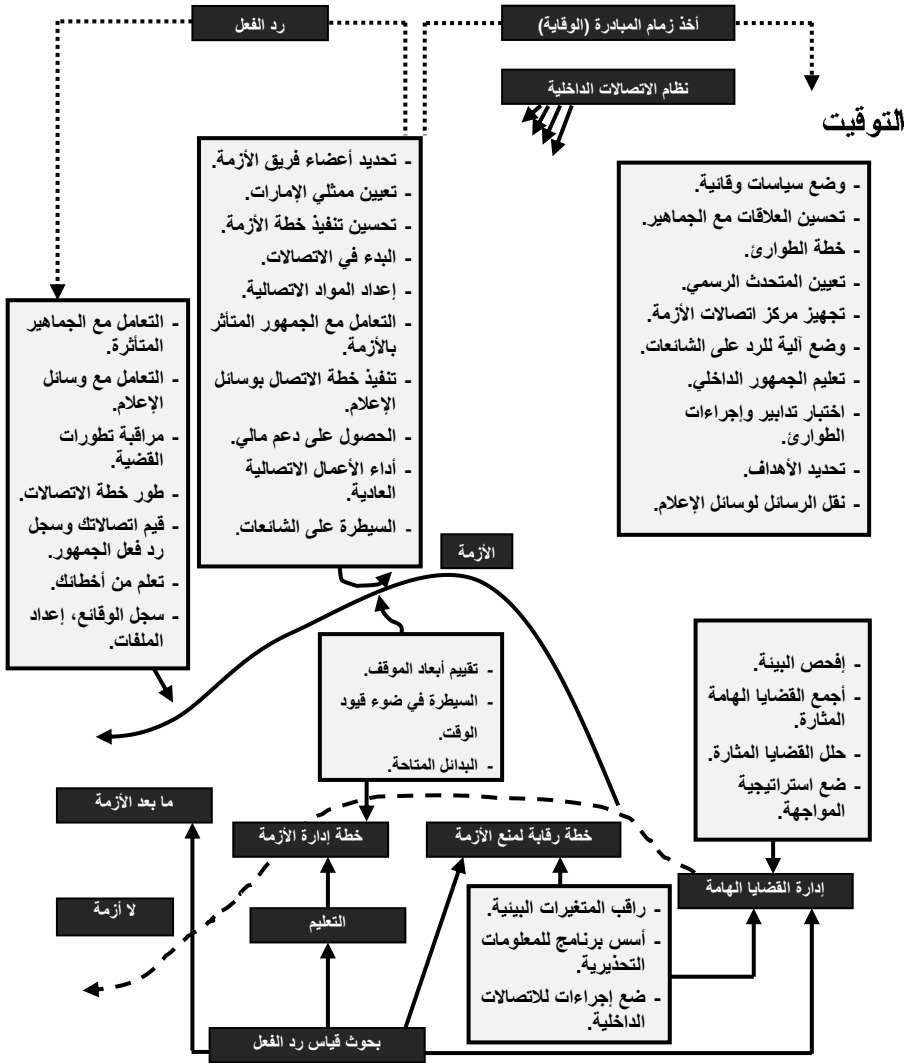 أخذ زمام المبادرة (الوقاية)
رد الفعل
نظام الاتصالات الداخلية
التوقيت
- وضع سياسات وقائية.
- تحسين العلاقات مع الجماهير.
- خطة الطوارئ.
- تعيين المتحدث الرسمي.
- تجهيز مركز اتصالات الأزمة.
- وضع آلية للرد على الشائعات.
- تعليم الجمهور الداخلي.
- اختبار تدابير وإجراءات
الطوارئ.
- تحديد الأهداف.
- نقل الرسائل لوسائل الإعلام.
- تحديد أعضاء فريق الأزمة.
- تعيين ممثلي الإمارات.
- تحسين تنفيذ خطة الأزمة.
- البدء في الاتصالات.
- إعداد المواد الاتصالية.
- التعامل مع الجمهور المتأثر
بالأزمة.
- تنفيذ خطة الاتصال بوسائل
الإعلام.
- الحصول على دعم مالي.
- أداء الأعمال الاتصالية
العادية.
- السيطرة على الشائعات.
- التعامل مع الجماهير
المتأثرة.
- التعامل مع وسائل
الإعلام.
- مراقبة تطورات
القضية.
- طور خطة الاتصالات.
- قيم اتصالاتك وسجل
رد فعل الجمهور.
- تعلم من أخطائك.
- سجل الوقائع، إعداد
الملفات.
الأزمة
- إفحص البيئة.
- أجمع القضايا الهامة
المثارة.
- حلل القضايا المثارة.
- ضع استراتيجية
المواجهة.
- تقييم أبعاد الموقف.
- السيطرة في ضوء قيود
الوقت.
- البدائل المتاحة.
ما بعد الأزمة
خطة رقابة لمنع الأزمة
خطة إدارة الأزمة
إدارة القضايا الهامة
- راقب المتغيرات البيئية.
- أسس برنامج للمعلومات
التحذيرية.
- ضع إجراءات للاتصالات
الداخلية.
التعليم
لا أزمة
بحوث قياس رد الفعل